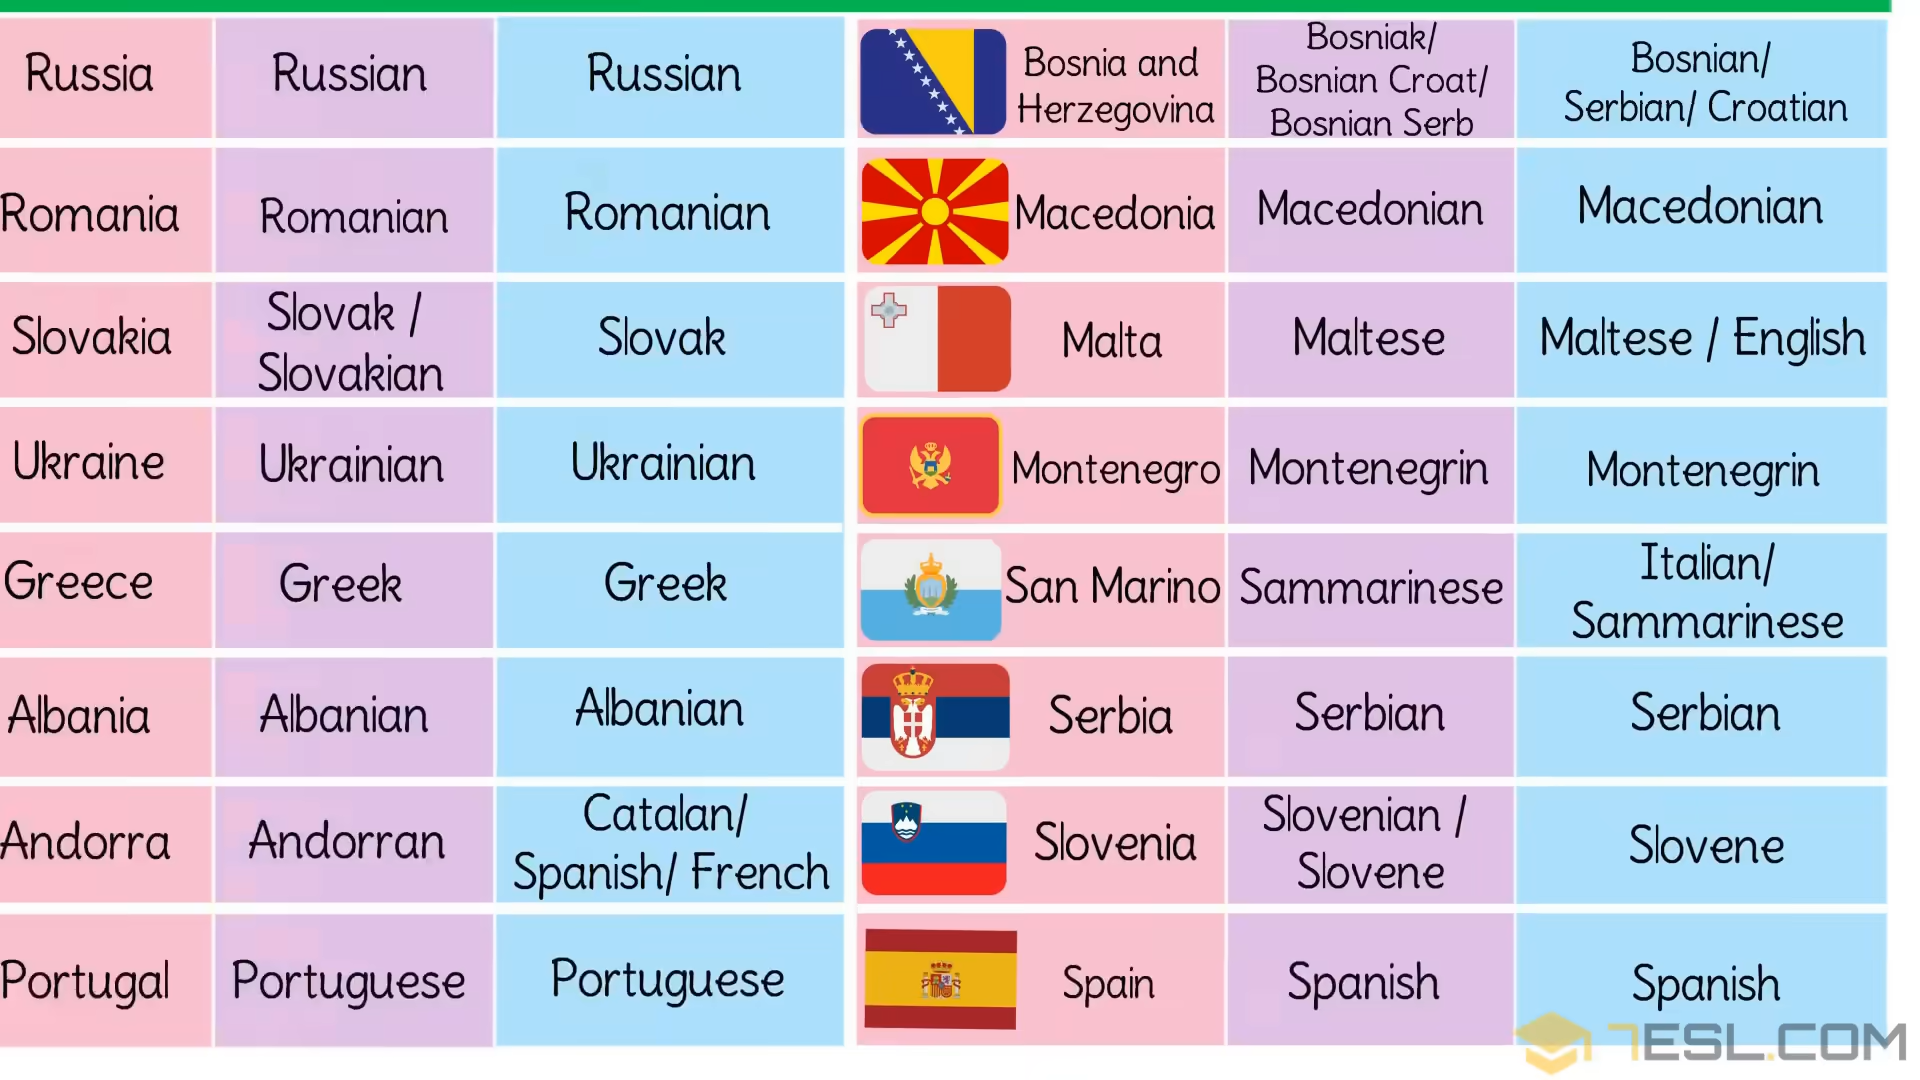 Russia Russian Russian
Bosnia and
Herzegovina
Bosniak/
Bosnian Croat/
Bosnian Serb
Bosnian/
Serbian/ Croatian
Romania Romanian Romanian
Macedonia Macedonian Macedonian
Slovakia
Slovak /
Slovakian
Slovak
Malta Maltese Maltese / English
Ukraine Ukrainian Ukrainian
Montenegro Montenegrin Montenegrin
Greece Greek Greek
San Marino Sammarinese
Italian/
Sammarinese
Albania Albanian Albanian
Serbia Serbian Serbian
Andorra Andorran
Catalan/
Spanish/ French
Slovenia
Slovenian /
Slovene
Slovene
Portugal Portuguese Portuguese
Spain Spanish Spanish
7ESL.COM